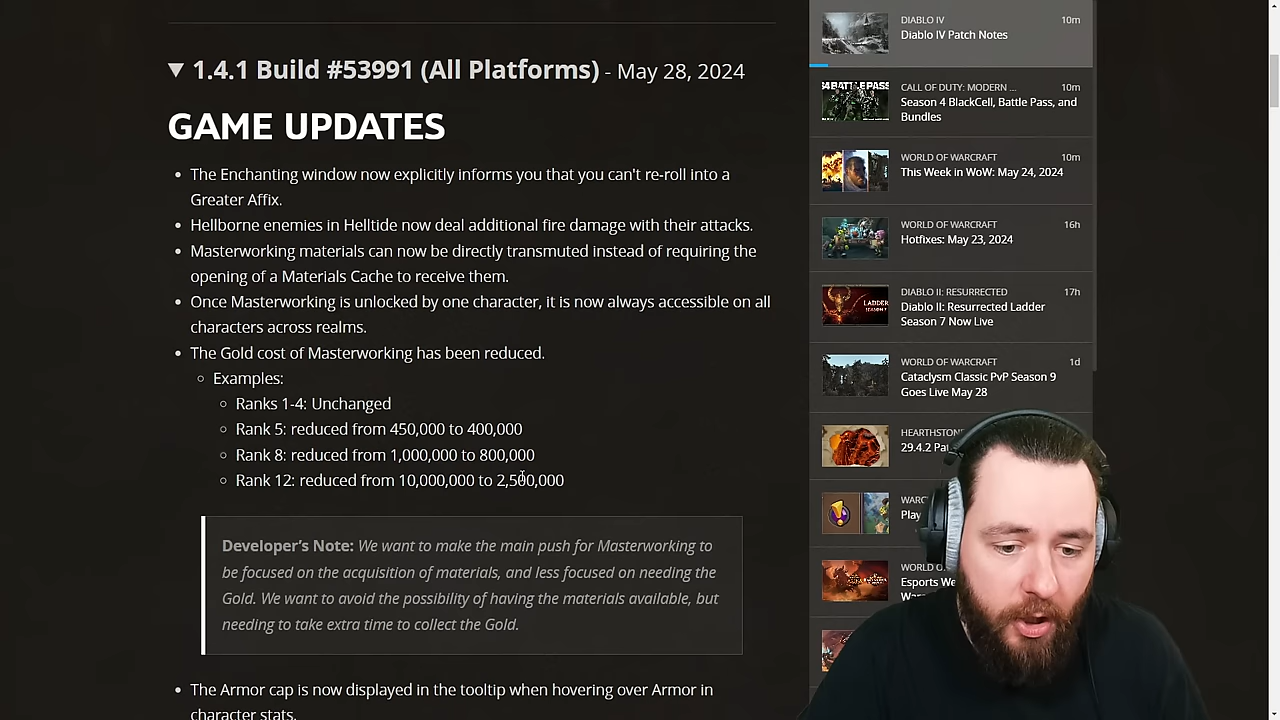 ▼ 1.4.1 Build #53991 (All Platforms) - May 28, 2024
GAME UPDATES
• The Enchanting window now explicitly informs you that you can't re-roll into a
Greater Affix.
• Hellborne enemies in Helltide now deal additional fire damage with their attacks.
• Masterworking materials can now be directly transmuted instead of requiring the
opening of a Materials Cache to receive them.
• Once Masterworking is unlocked by one character, it is now always accessible on all
characters across realms.
• The Gold cost of Masterworking has been reduced.
○ Examples:
○ Ranks 1-4: Unchanged
○ Rank 5: reduced from 450,000 to 400,000
○ Rank 8: reduced from 1,000,000 to 800,000
○ Rank 12: reduced from 10,000,000 to 2,500,000
Developer's Note: We want to make the main push for Masterworking to
be focused on the acquisition of materials, and less focused on needing the
Gold. We want to avoid the possibility of having the materials available, but
needing to take extra time to collect the Gold.
• The Armor cap is now displayed in the tooltip when hovering over Armor in
character stats.
DIABLO IV 10m
Diablo IV Patch Notes
CALL OF DUTY: MODERN ... 10m
Season 4 BlackCell, Battle Pass, and
Bundles
WORLD OF WARCRAFT 10m
This Week in WoW: May 24, 2024
WORLD OF WARCRAFT 16h
Hotfixes: May 23, 2024
DIABLO II: RESURRECTED 17h
Diablo II: Resurrected Ladder
Season 7 Now Live
WORLD OF WARCRAFT 1d
Cataclysm Classic PvP Season 9
Goes Live May 28
HEARTHSTON
29.4.2 Pa
WARC
Play
WORLD O
Esports We